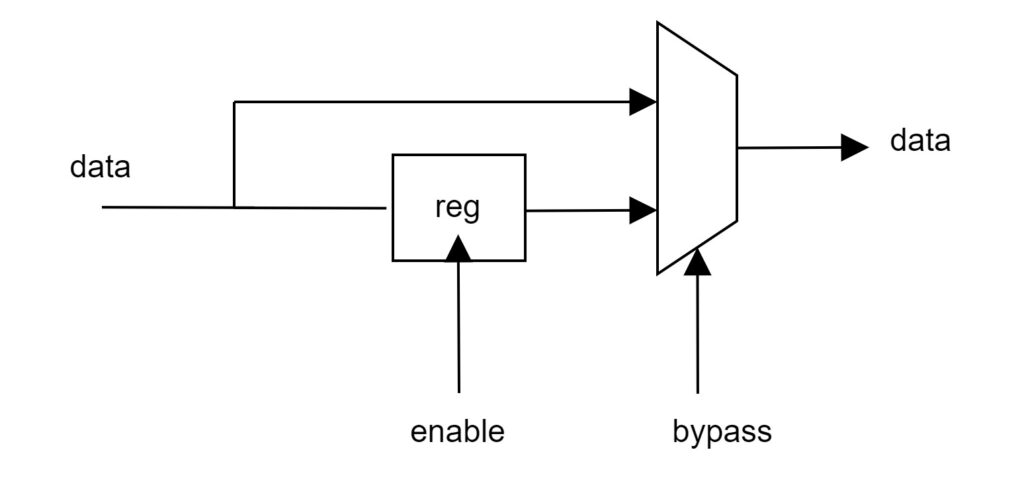 data
data
reg
enable
bypass